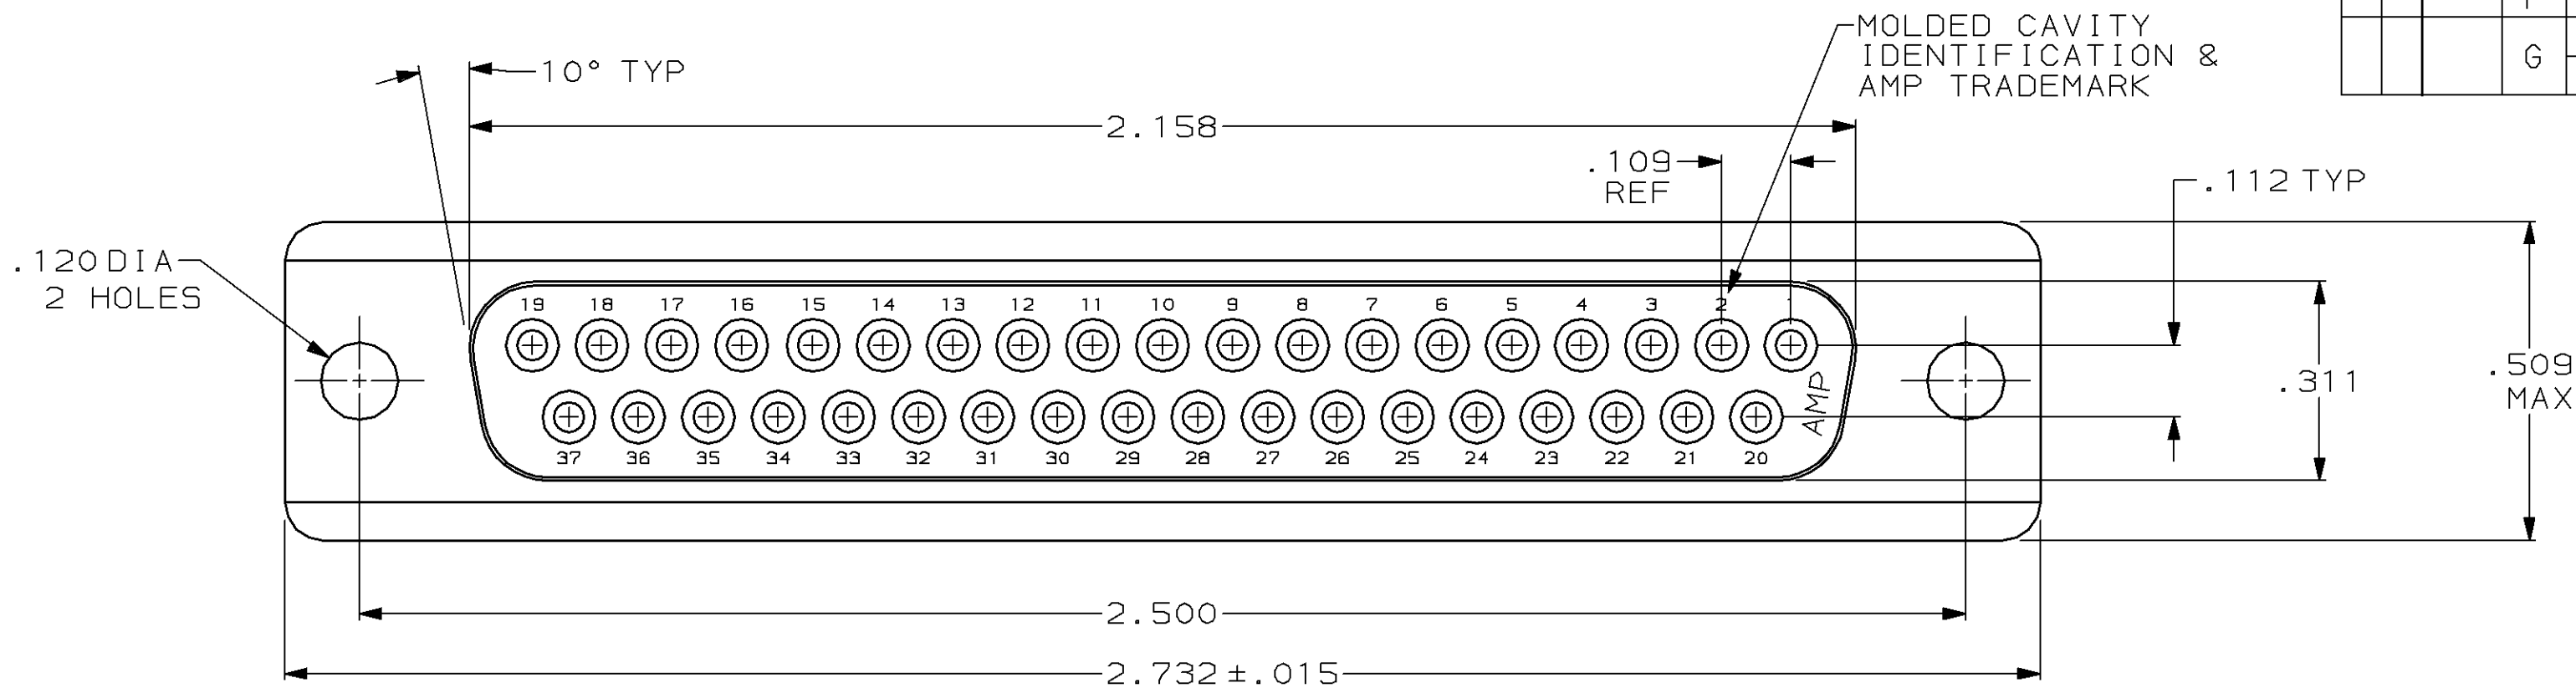 MOLDED CAVITY
IDENTIFICATION &
AMP TRADEMARK
G
10° TYP
2.158
.109
REF
.112 TYP
.120 DIA
2 HOLES
19 18 17 16 15 14 13 12 11 10 9 8 7 6 5 4 3 2 1
AMP
37 36 35 34 33 32 31 30 29 28 27 26 25 24 23 22 21 20
.311
.509
MAX
2.500
2.732 ±.015